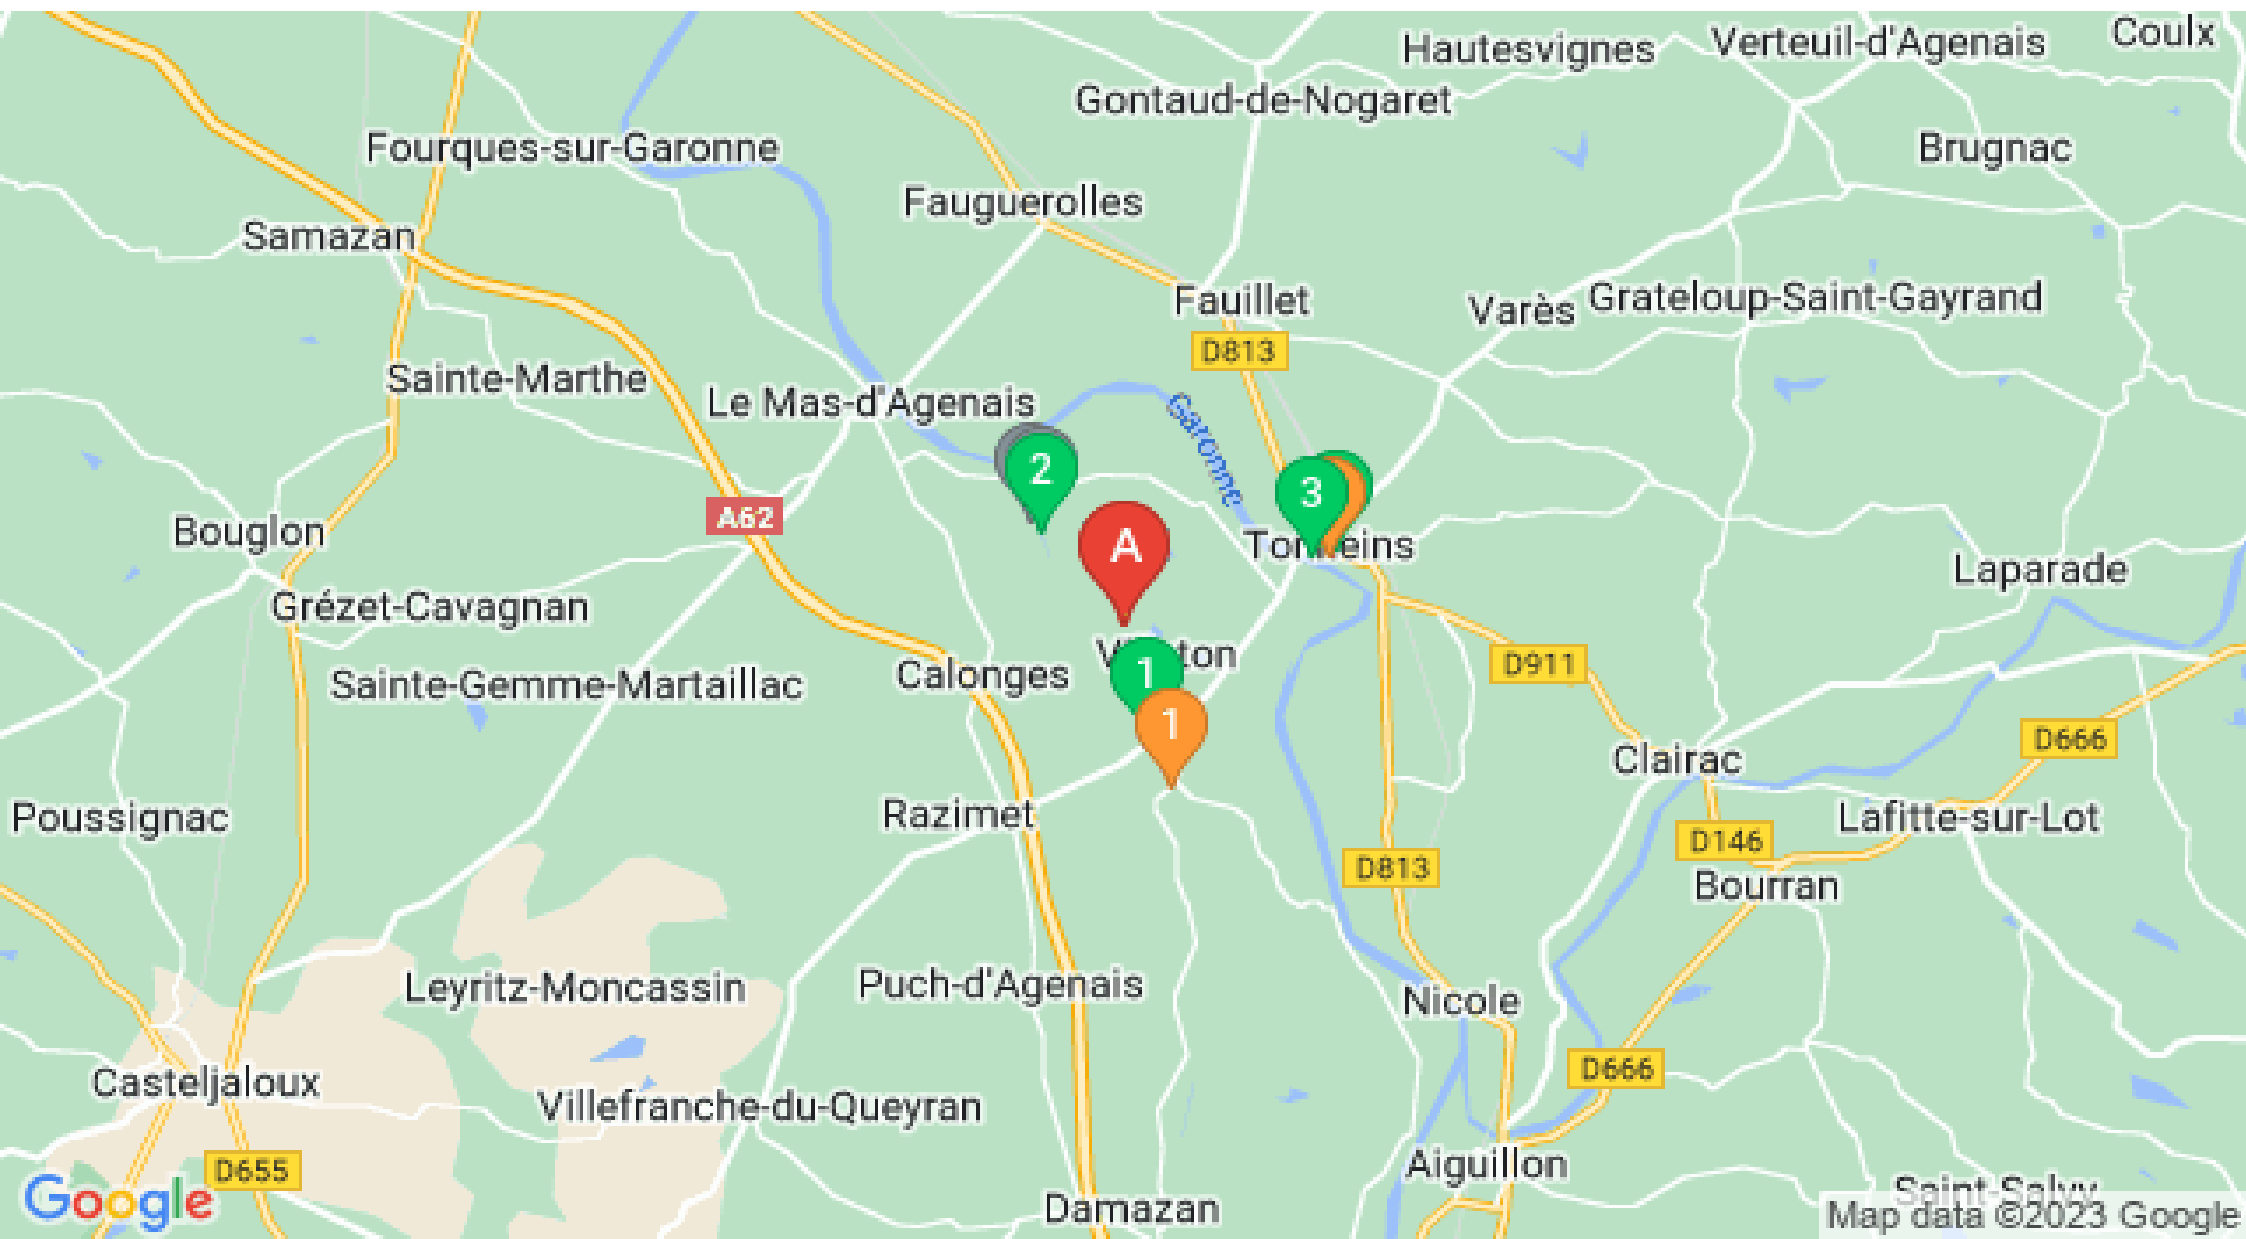 Hautesvignes
Verteuil-d'Agenais
Coulx
Gontaud-de-Nogaret
Fourques-sur-Garonne
Brugnac
Fauguerolles
Samazan
Fauillet
Varès
Grateloup-Saint-Gayrand
D813
Sainte-Marthe
Le Mas-d'Agenais
Garonne
2
3
A62
A
Bouglon
Laparade
Grézet-Cavagnan
D911
Calonges
1
Sainte-Gemme-Martaillac
1
D666
Clairac
Razimet
Poussignac
Lafitte-sur-Lot
D146
D813
Bourran
Leyritz-Moncassin
Puch-d'Agenais
Nicole
D666
Casteljaloux
Villefranche-du-Queyran
D655
Aiguillon
Saint-Salvy
Google
Damazan
Map data ©2023 Google